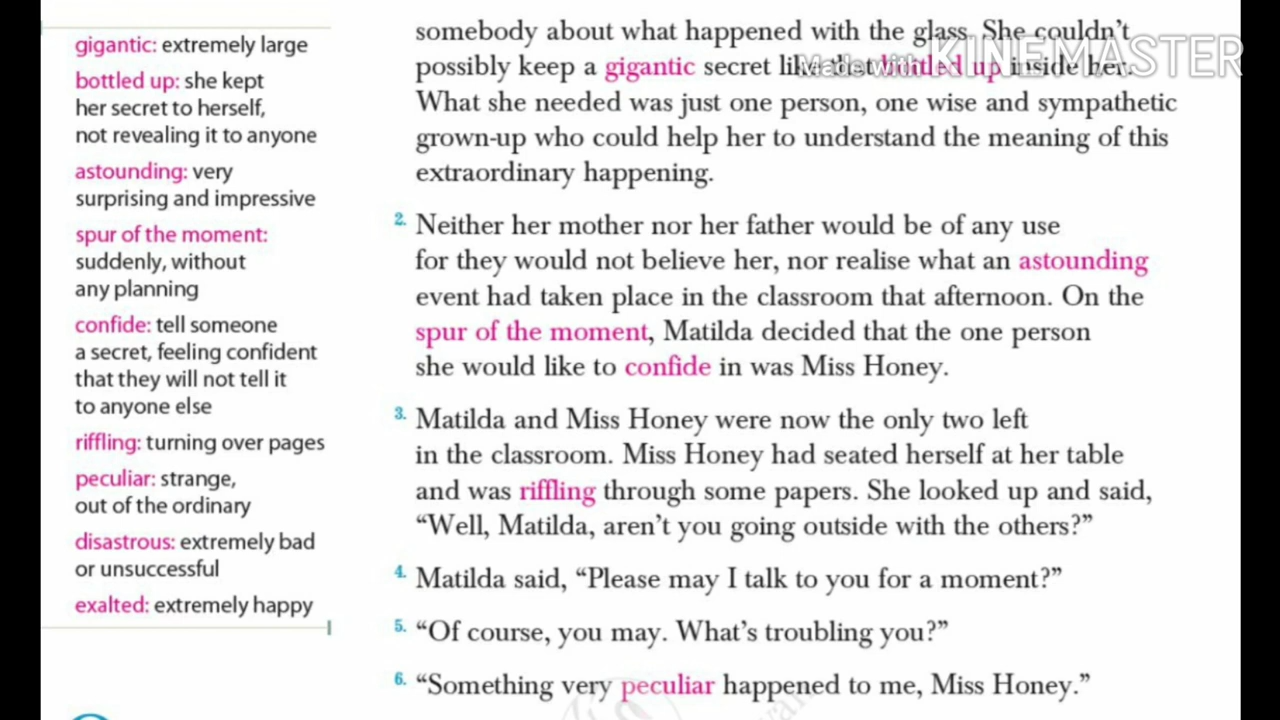 gigantic: extremely large
bottled up: she kept
her secret to herself,
not revealing it to anyone
astounding: very
surprising and impressive
spur of the moment:
suddenly, without
any planning
confide: tell someone
a secret, feeling confident
that they will not tell it
to anyone else
riffling: turning over pages
peculiar: strange,
out of the ordinary
disastrous: extremely bad
or unsuccessful
exalted: extremely happy
somebody about what happened with the glass. She couldn't
possibly keep a gigantic secret like that bottled up inside her.
Made with KINEMASTER
What she needed was just one person, one wise and sympathetic
grown-up who could help her to understand the meaning of this
extraordinary happening.
2. Neither her mother nor her father would be of any use
for they would not believe her, nor realise what an astounding
event had taken place in the classroom that afternoon. On the
spur of the moment, Matilda decided that the one person
she would like to confide in was Miss Honey.
3. Matilda and Miss Honey were now the only two left
in the classroom. Miss Honey had seated herself at her table
and was riffling through some papers. She looked up and said,
“Well, Matilda, aren't you going outside with the others?”
4. Matilda said, “Please may I talk to you for a moment?”
5. “Of course, you may. What's troubling you?”
6. “Something very peculiar happened to me, Miss Honey.”